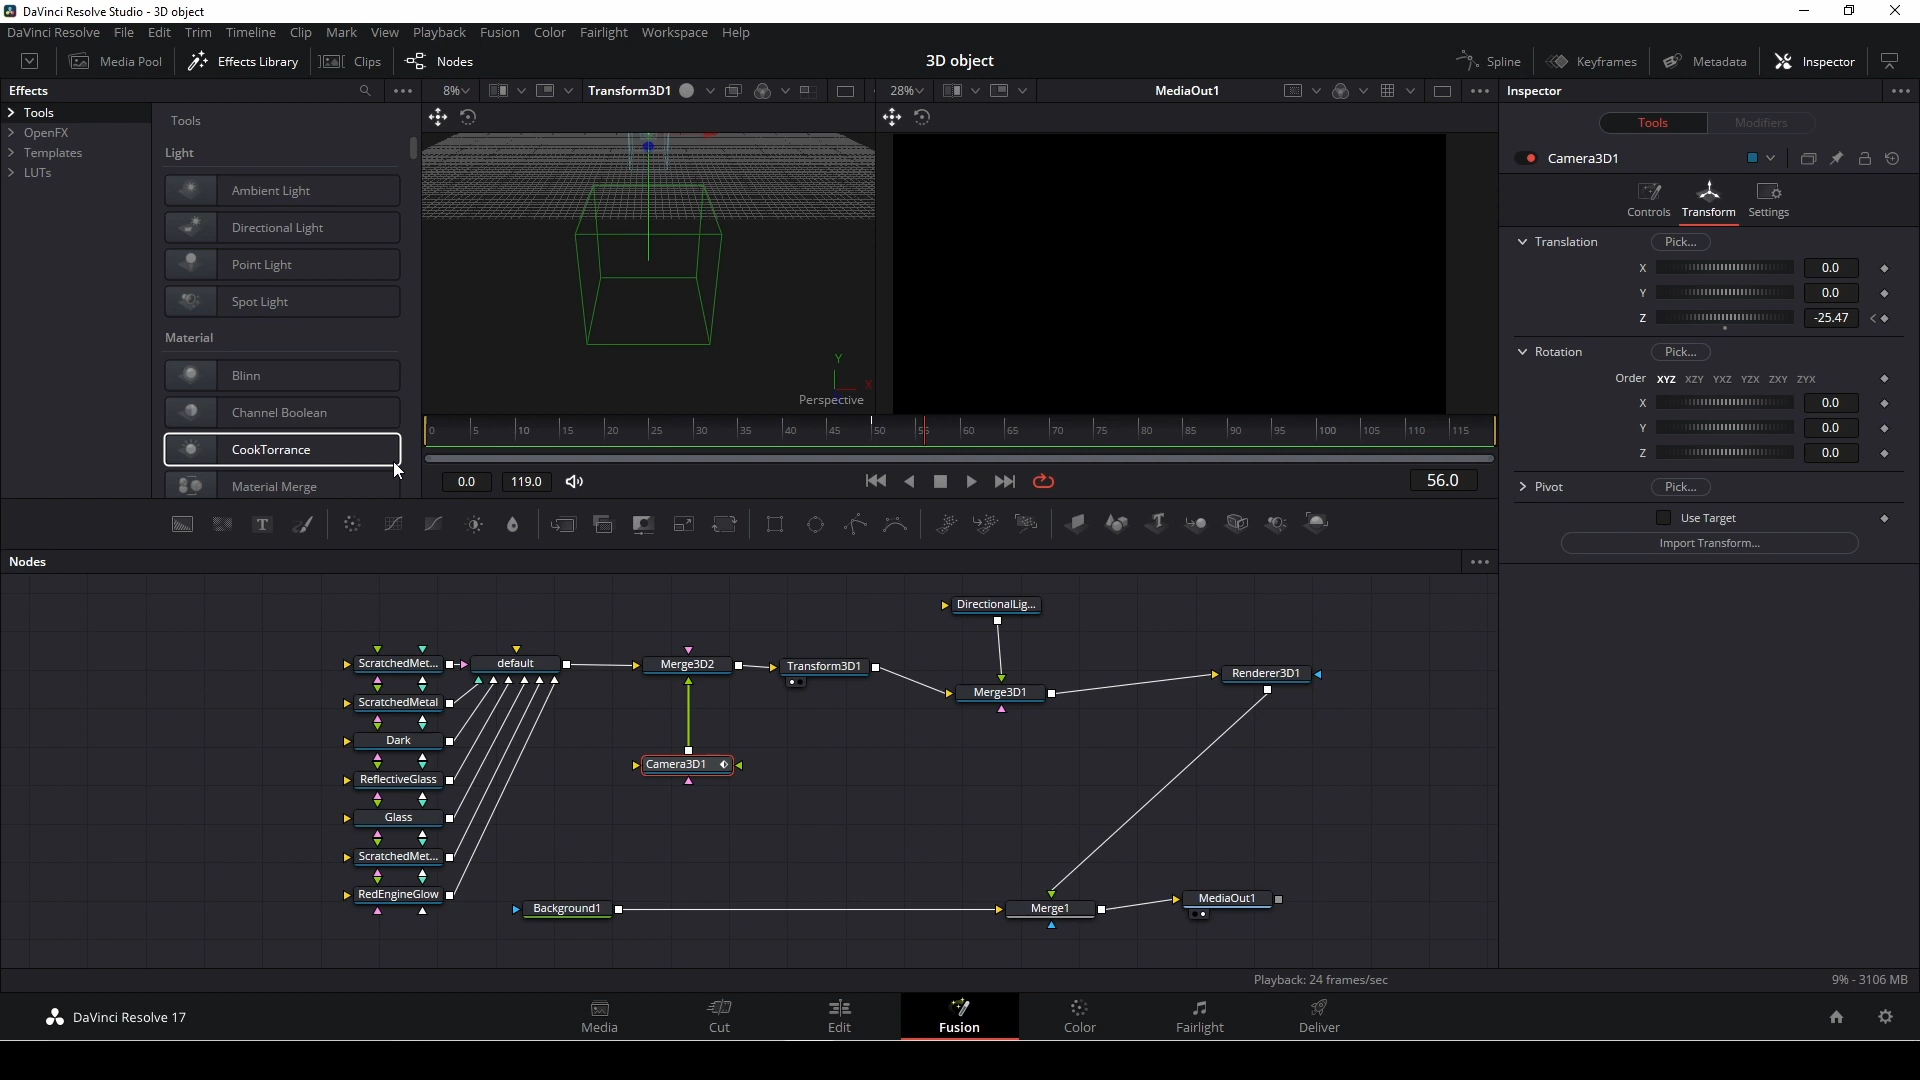 DaVinci Resolve Studio - 3D object
DaVinci Resolve File Edit Trim Timeline Clip Mark View Playback Fusion Color Fairlight Workspace Help
Media Pool Effects Library Clips Nodes 3D object Spline Keyframes Metadata Inspector
Effects 8% Transform3D1 28% MediaOut1 Inspector
Tools
OpenFX
Templates
LUTs
Tools
Light
Ambient Light
Directional Light
Point Light
Spot Light
Material
Blinn
Channel Boolean
CookTorrance
Material Merge
Y
X
Perspective
0 5 10 15 20 25 30 35 40 45 50 55 60 65 70 75 80 85 90 95 100 105 110 115
0.0 119.0 56.0
Tools Modifiers
Camera3D1
Controls Transform Settings
Translation Pick...
X 0.0
Y 0.0
Z -25.47
Rotation Pick...
Order XYZ XZY YXZ YZX ZXY ZYX
X 0.0
Y 0.0
Z 0.0
Pivot Pick...
Use Target
Import Transform...
Nodes
DirectionalLig...
ScratchedMet... default Merge3D2 Transform3D1 Renderer3D1
Merge3D1
ScratchedMetal
Dark
Camera3D1
ReflectiveGlass
Glass
ScratchedMet...
RedEngineGlow
Background1 Merge1 MediaOut1
Playback: 24 frames/sec 9% - 3106 MB
DaVinci Resolve 17 Media Cut Edit Fusion Color Fairlight Deliver